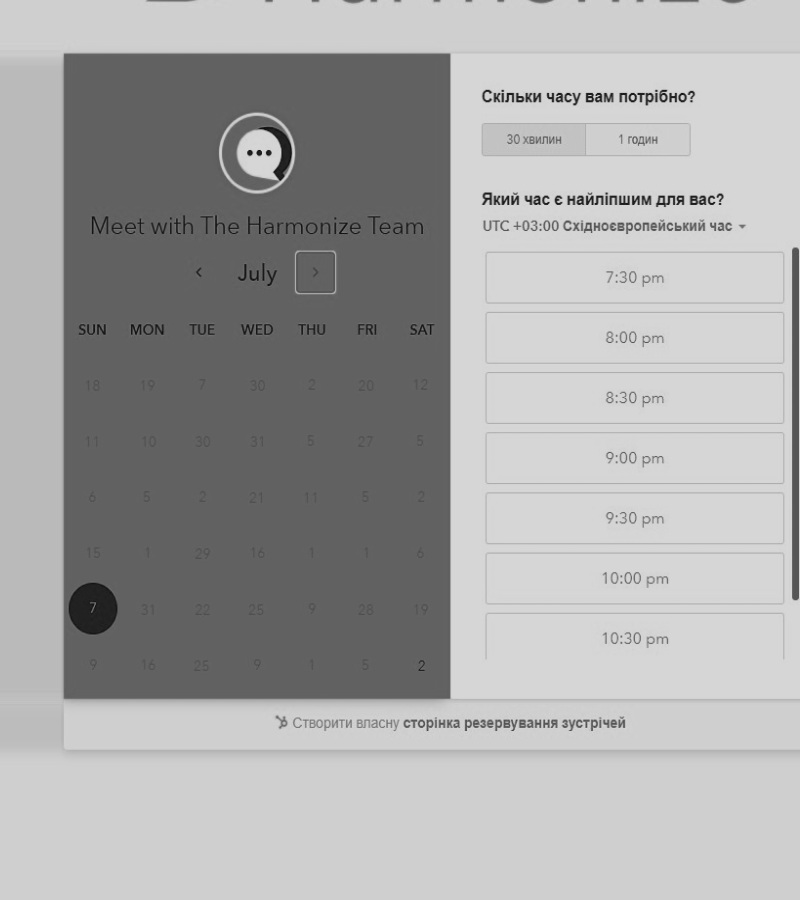 Meet with The Harmonize Team
‹ July ›
SUN MON TUE WED THU FRI SAT
18 19 7 30 2 20 12
11 10 30 31 5 27 5
6 5 2 21 11 5 2
15 1 29 16 1 1 6
7 31 22 25 9 28 19
9 16 25 9 1 5 2
Скільки часу вам потрібно?
30 хвилин 1 годин
Який час є найліпшим для вас?
UTC +03:00 Східноєвропейський час
7:30 pm
8:00 pm
8:30 pm
9:00 pm
9:30 pm
10:00 pm
10:30 pm
Створити власну сторінка резервування зустрічей